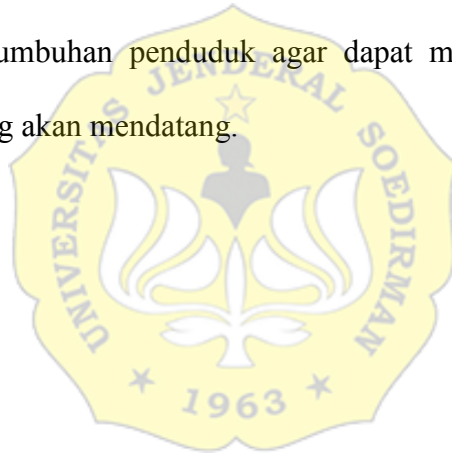 umbuhan penduduk agar dapat m
g akan mendatang.
UNIVERSITAS JENDERAL SOEDIRMAN
1963